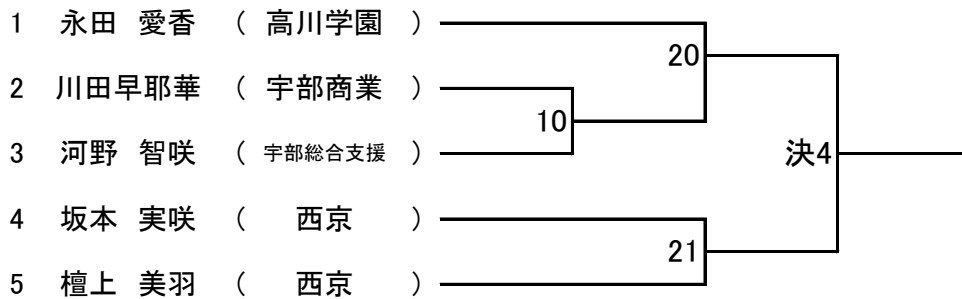 1 永田 愛香 ( 高川学園 )
20
2 川田早耶華 ( 宇部商業 )
10
3 河野 智咲 ( 宇部総合支援 )
決4
4 坂本 実咲 ( 西京 )
21
5 檀上 美羽 ( 西京 )